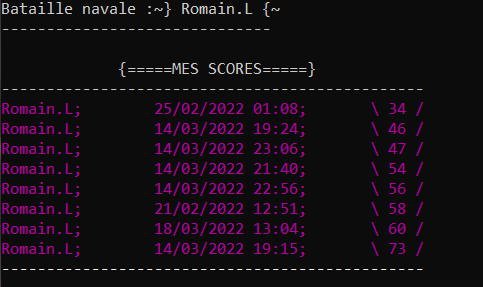 Bataille navale :~} Romain.L {~
------------------------------
{=====MES SCORES=====}
-----------------------------------------------
Romain.L; 25/02/2022 01:08; \ 34 /
Romain.L; 14/03/2022 19:24; \ 46 /
Romain.L; 14/03/2022 23:06; \ 47 /
Romain.L; 14/03/2022 21:40; \ 54 /
Romain.L; 14/03/2022 22:56; \ 56 /
Romain.L; 21/02/2022 12:51; \ 58 /
Romain.L; 18/03/2022 13:04; \ 60 /
Romain.L; 14/03/2022 19:15; \ 73 /
-----------------------------------------------